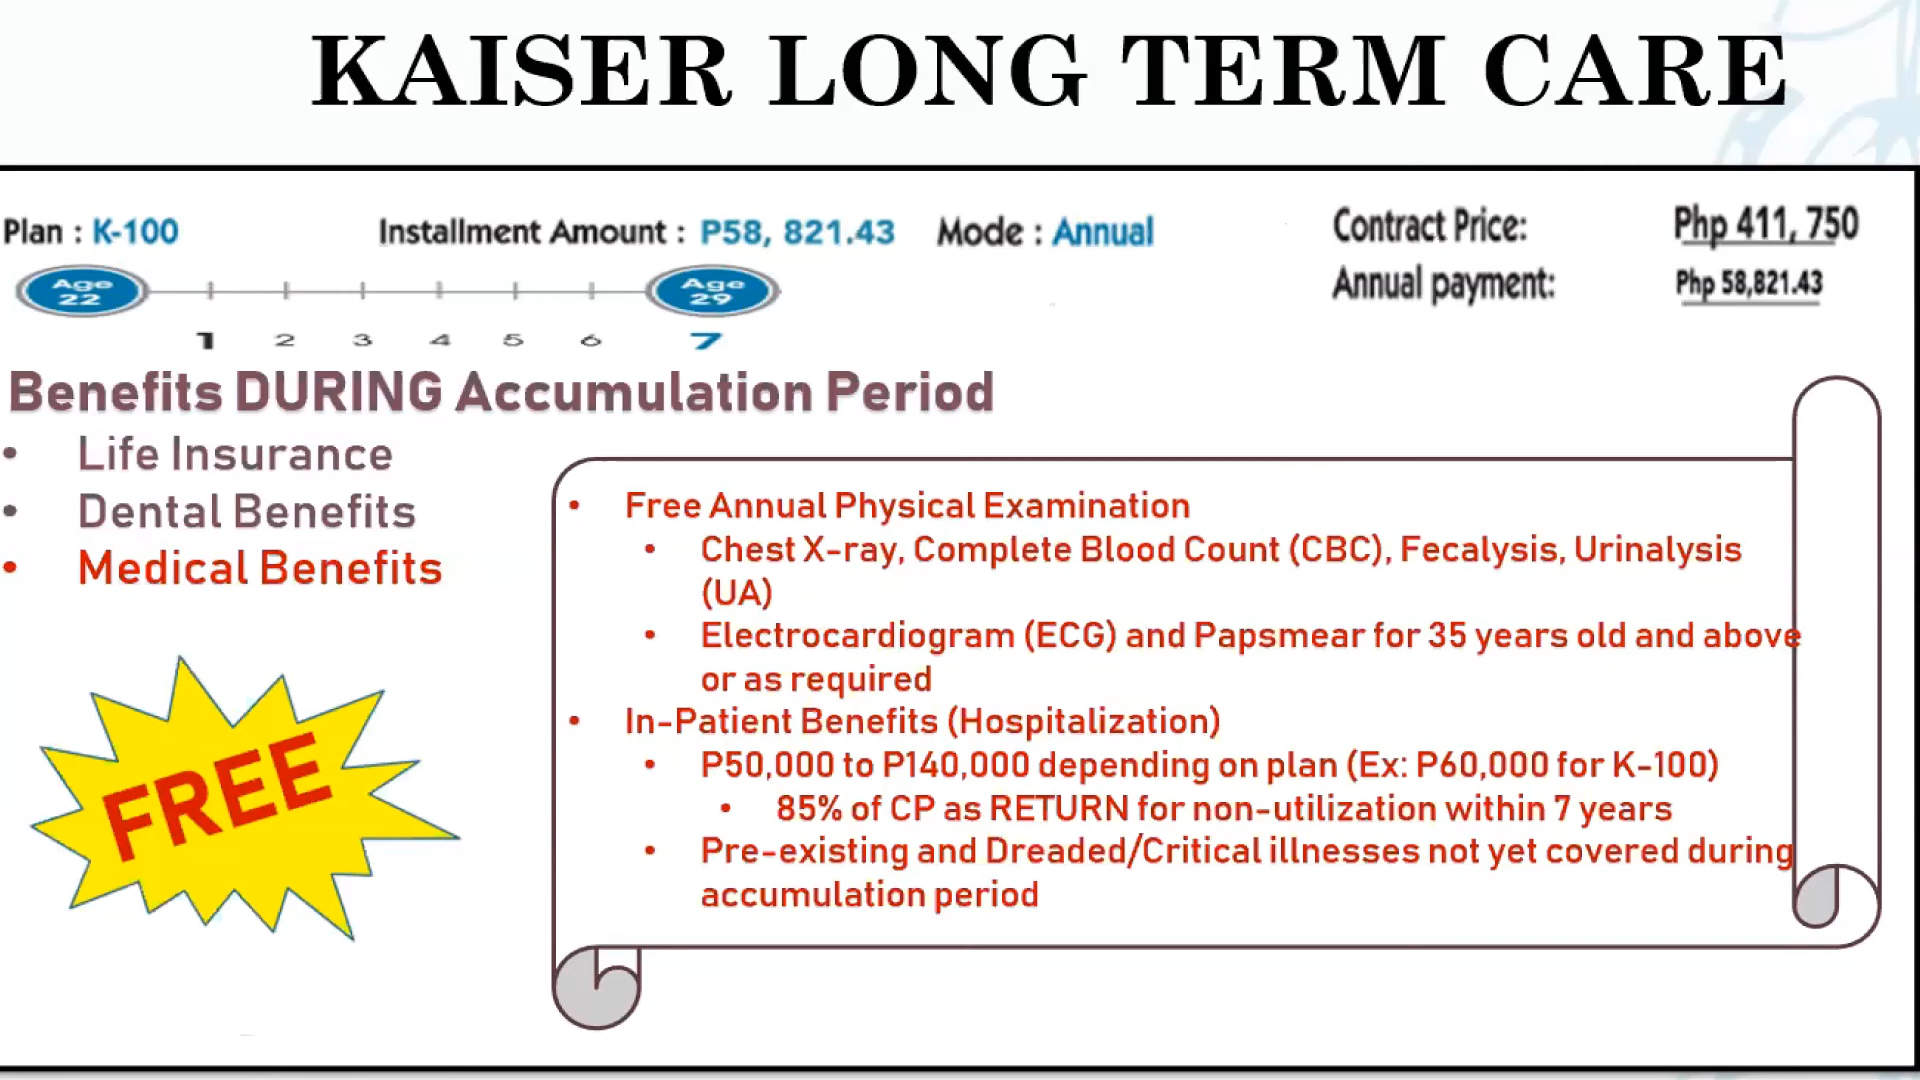 KAISER LONG TERM CARE
Plan : K-100 Installment Amount : P58, 821.43 Mode : Annual
Contract Price: Php 411, 750
Annual payment: Php 58,821.43
Age 22
Age 29
1 2 3 4 5 6 7
Benefits DURING Accumulation Period
• Life Insurance
• Dental Benefits
• Medical Benefits
FREE
• Free Annual Physical Examination
• Chest X-ray, Complete Blood Count (CBC), Fecalysis, Urinalysis
(UA)
• Electrocardiogram (ECG) and Papsmear for 35 years old and above
or as required
• In-Patient Benefits (Hospitalization)
• P50,000 to P140,000 depending on plan (Ex: P60,000 for K-100)
• 85% of CP as RETURN for non-utilization within 7 years
• Pre-existing and Dreaded/Critical illnesses not yet covered during
accumulation period